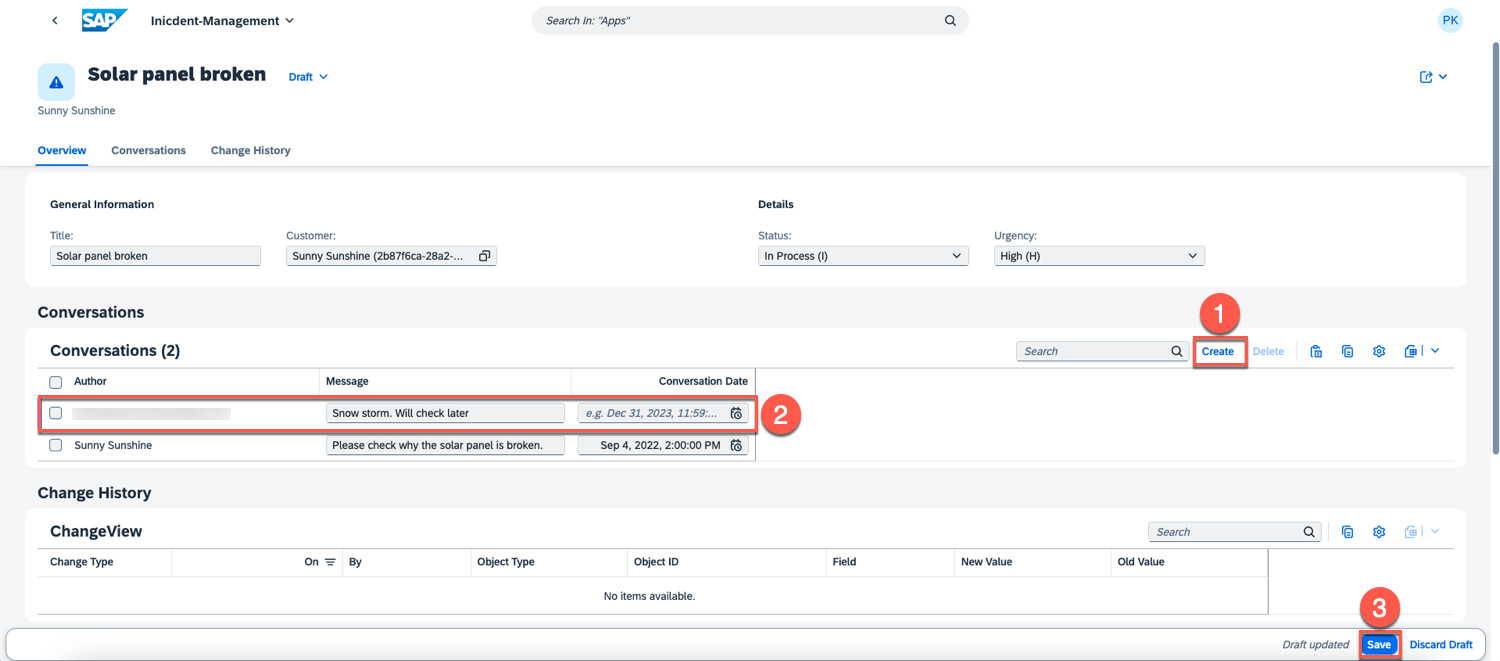 SAP Inicdent-Management Search In: "Apps" PK
Solar panel broken Draft
Sunny Sunshine
Overview Conversations Change History
General Information Details
Title: Customer: Status: Urgency:
Solar panel broken Sunny Sunshine (2b87f6ca-28a2-... In Process (I) High (H)
1
Conversations
Conversations (2) Search Create Delete
Author Message Conversation Date
Snow storm. Will check later e.g. Dec 31, 2023, 11:59:... 2
Sunny Sunshine Please check why the solar panel is broken. Sep 4, 2022, 2:00:00 PM
Change History
ChangeView Search
Change Type On By Object Type Object ID Field New Value Old Value
No items available.
3
Draft updated Save Discard Draft